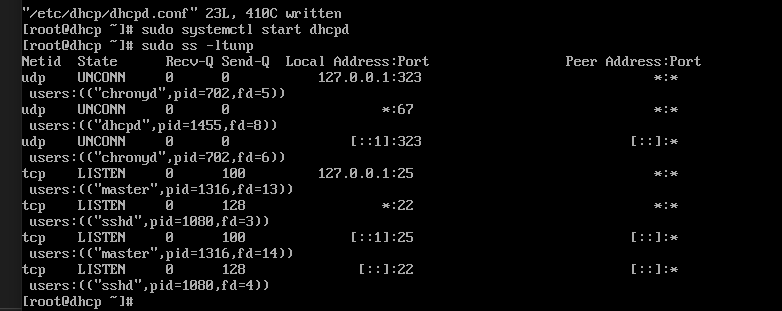 "/etc/dhcp/dhcpd.conf" 23L, 410C written
[root@dhcp ~]# sudo systemctl start dhcpd
[root@dhcp ~]# sudo ss -ltunp
Netid  State      Recv-Q Send-Q  Local Address:Port                 Peer Address:Port
udp    UNCONN     0      0           127.0.0.1:323                             *:*
 users:(("chronyd",pid=702,fd=5))
udp    UNCONN     0      0                   *:67                              *:*
 users:(("dhcpd",pid=1455,fd=8))
udp    UNCONN     0      0               [::1]:323                          [::]:*
 users:(("chronyd",pid=702,fd=6))
tcp    LISTEN     0      100         127.0.0.1:25                              *:*
 users:(("master",pid=1316,fd=13))
tcp    LISTEN     0      128                 *:22                              *:*
 users:(("sshd",pid=1080,fd=3))
tcp    LISTEN     0      100             [::1]:25                           [::]:*
 users:(("master",pid=1316,fd=14))
tcp    LISTEN     0      128              [::]:22                           [::]:*
 users:(("sshd",pid=1080,fd=4))
[root@dhcp ~]#